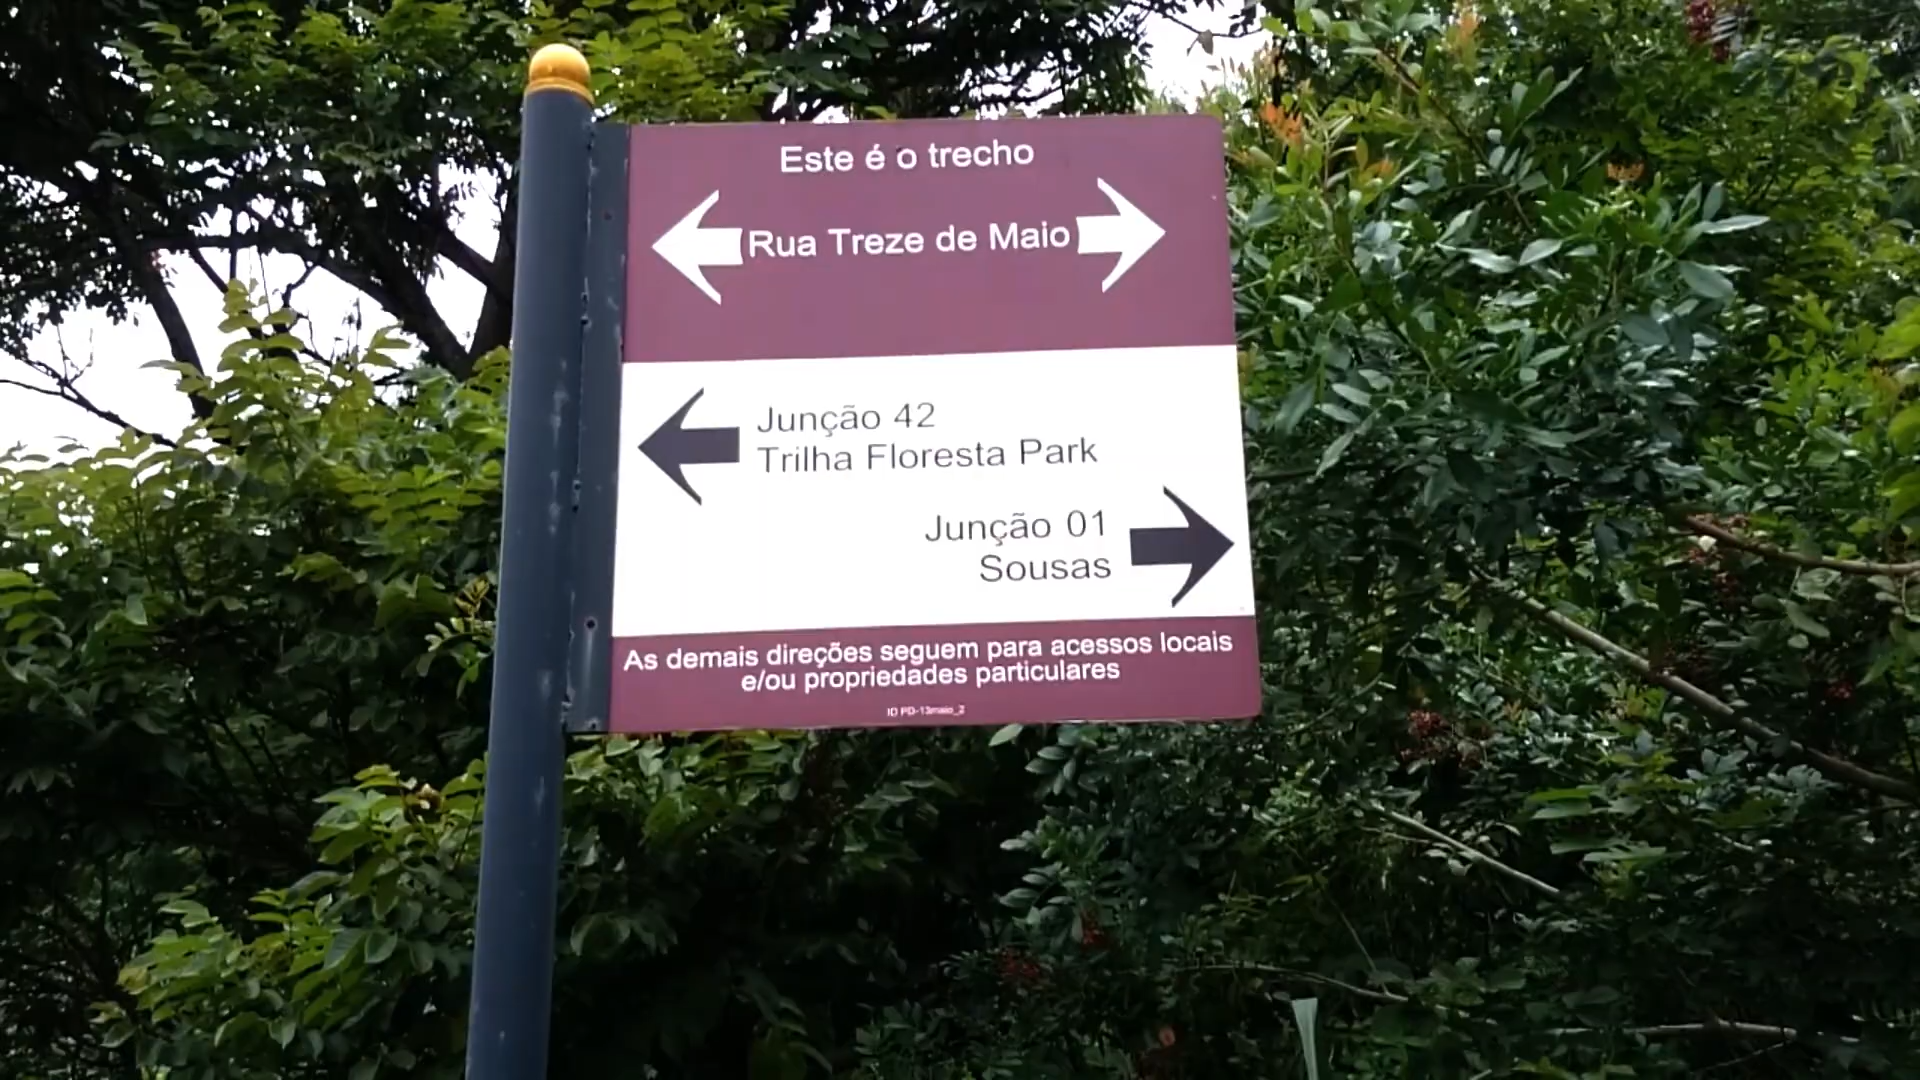 Este é o trecho
Rua Treze de Maio
Junção 42
Trilha Floresta Park
Junção 01
Sousas
As demais direções seguem para acessos locais
e/ou propriedades particulares
ID PD-13maio_2